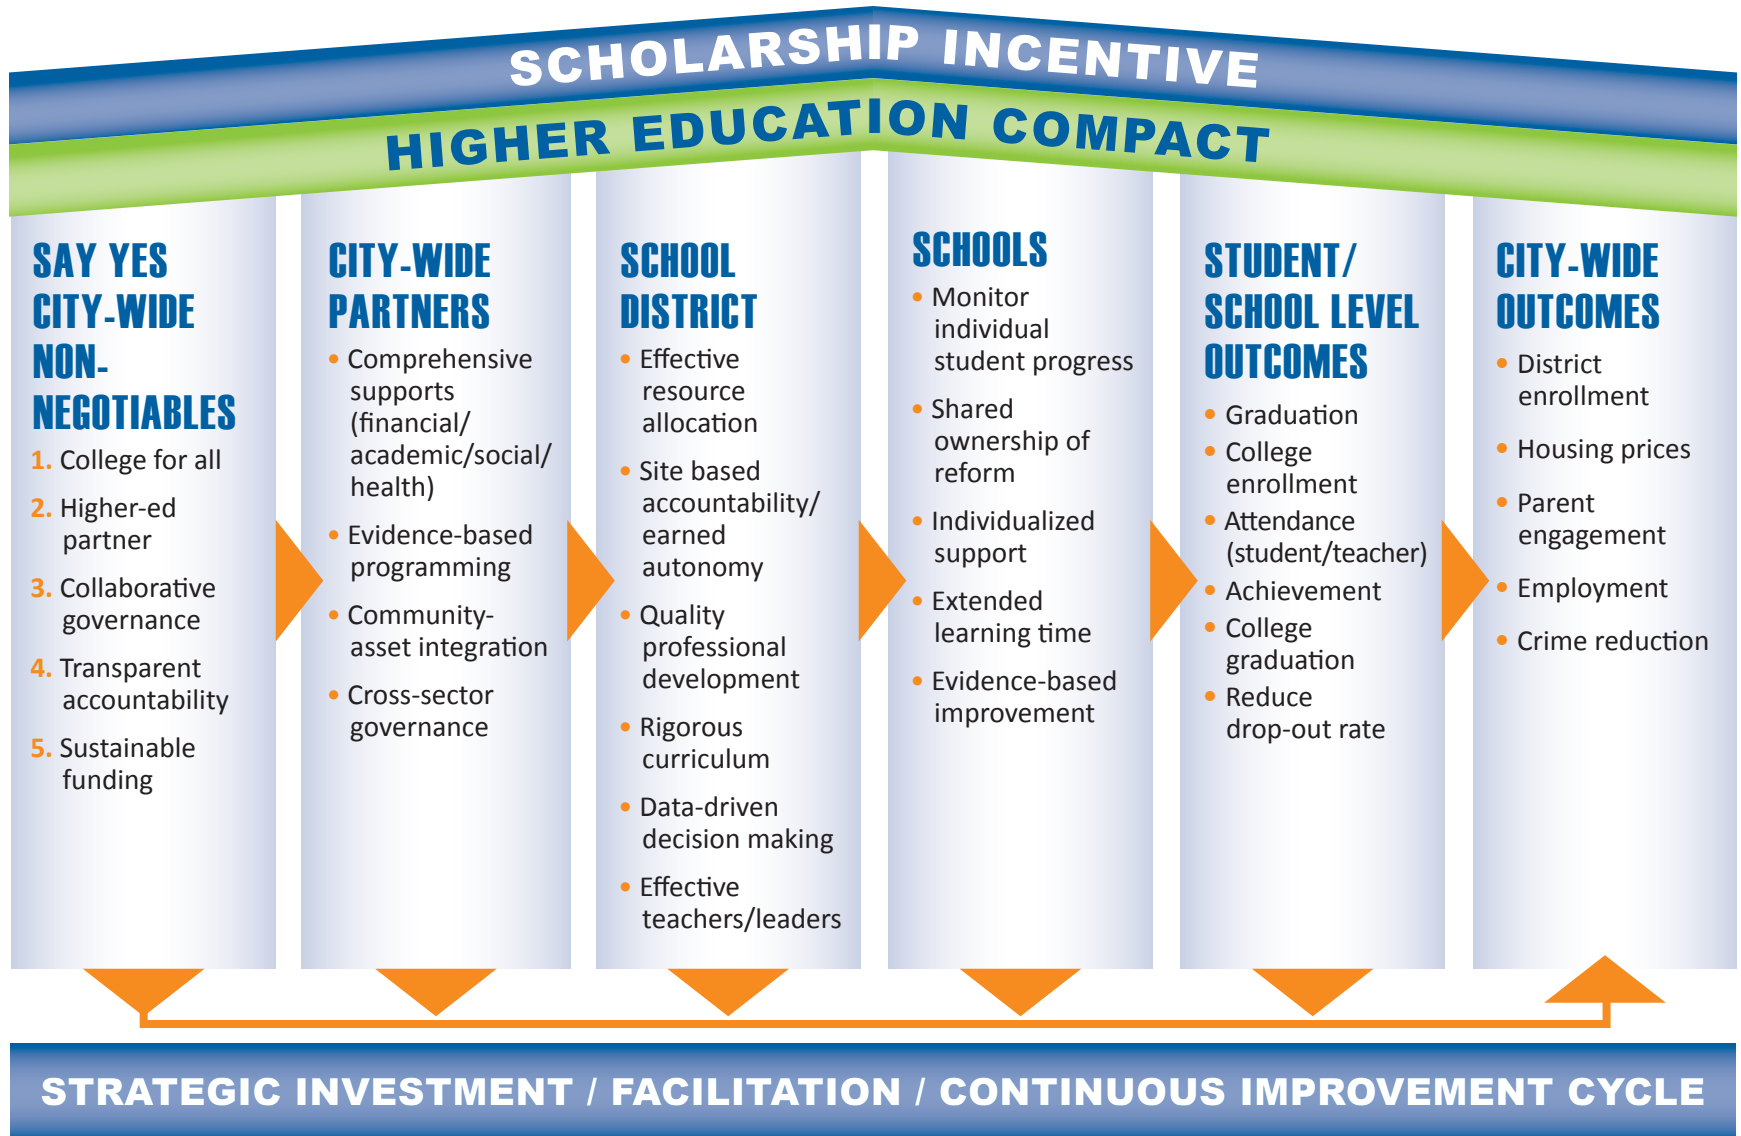 SCHOLARSHIP INCENTIVE
HIGHER EDUCATION COMPACT
SAY YES
CITY-WIDE
NON-
NEGOTIABLES
1. College for all
2. Higher-ed
partner
3. Collaborative
governance
4. Transparent
accountability
5. Sustainable
funding
CITY-WIDE
PARTNERS
• Comprehensive
supports
(financial/
academic/social/
health)
• Evidence-based
programming
• Community-
asset integration
• Cross-sector
governance
SCHOOL
DISTRICT
• Effective
resource
allocation
• Site based
accountability/
earned
autonomy
• Quality
professional
development
• Rigorous
curriculum
• Data-driven
decision making
• Effective
teachers/leaders
SCHOOLS
• Monitor
individual
student progress
• Shared
ownership of
reform
• Individualized
support
• Extended
learning time
• Evidence-based
improvement
STUDENT/
SCHOOL LEVEL
OUTCOMES
• Graduation
• College
enrollment
• Attendance
(student/teacher)
• Achievement
• College
graduation
• Reduce
drop-out rate
CITY-WIDE
OUTCOMES
• District
enrollment
• Housing prices
• Parent
engagement
• Employment
• Crime reduction
STRATEGIC INVESTMENT / FACILITATION / CONTINUOUS IMPROVEMENT CYCLE